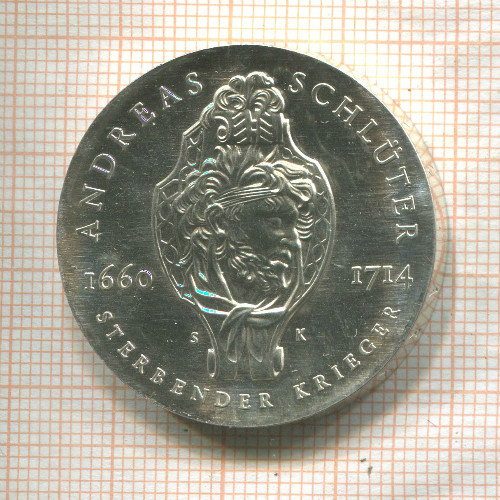 ANDREAS SCHLÜTER
1660 1714
S K
STERBENDER KRIEGER